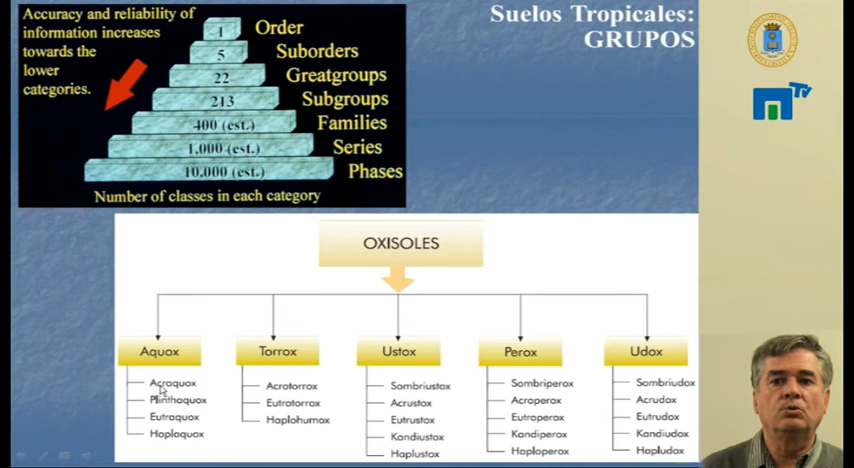 Accuracy and reliability of
information increases
towards the
lower
categories.
1
Order
5
Suborders
22
Greatgroups
213
Subgroups
400 (est.)
Families
1,000 (est.)
Series
10,000 (est.)
Phases
Number of classes in each category
Suelos Tropicales:
GRUPOS
Tv
OXISOLES
Aquox
Acraquox
Plinthaquox
Eutraquox
Haplaquox
Torrox
Acrotorrox
Eutrotorrox
Haplohumox
Ustox
Sombriustox
Acrustox
Eutrustox
Kandiustox
Haplustox
Perox
Sombriperox
Acroperox
Eutroperox
Kandiperox
Haploperox
Udox
Sombriudox
Acrudox
Eutrudox
Kandiudox
Hapludox